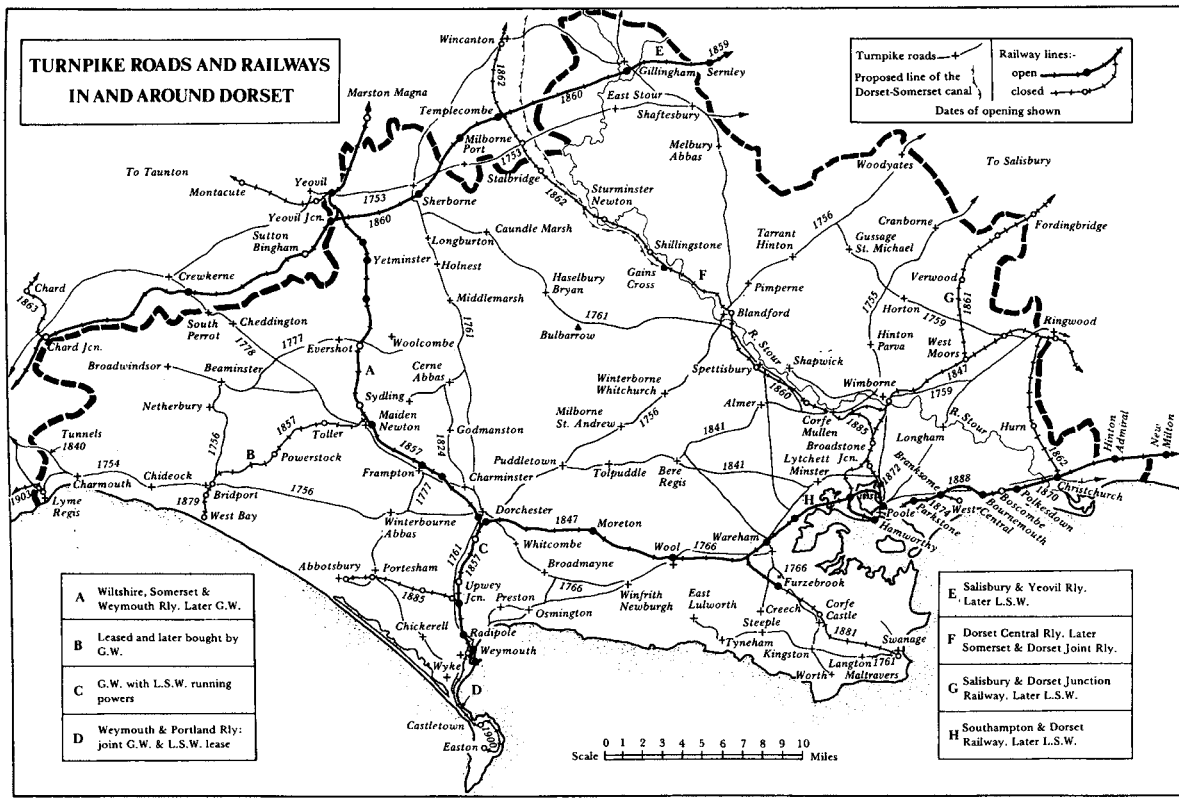 TURNPIKE ROADS AND RAILWAYS
IN AND AROUND DORSET
Turnpike roads
Proposed line of the
Dorset-Somerset canal
Railway lines:-
open
closed
Dates of opening shown
Wincanton
E
1859
Gillingham
Sernley
1862
Marston Magna
Templecombe
1860
East Stour
Shaftesbury
Milborne
Port
1753
Melbury
Abbas
Woodyates
To Salisbury
To Taunton
Montacute
Yeovil
Stalbridge
1753
Sherborne
1862
Sturminster
Newton
Yeovil Jcn.
1860
Sutton
Bingham
Longburton
Caundle Marsh
Tarrant
Hinton
1756
Cranborne
Gussage
St. Michael
Fordingbridge
Shillingstone
Yetminster
Holnest
Gains
Cross
F
Verwood
Crewkerne
Chard
1863
Haselbury
Bryan
Pimperne
1755
G
1861
Middlemarsh
Blandford
Horton
1759
South
Perrot
Cheddington
1761
1761
Bulbarrow
Ringwood
Chard Jcn.
1778
1777
Evershot
Woolcombe
R. Stour
Hinton
Parva
West
Moors
Broadwindsor
Beaminster
A
Cerne
Abbas
Spettisbury
Shapwick
1847
Winterborne
Whitchurch
1860
Wimborne
1759
Netherbury
Sydling
Almer
Maiden
Newton
Milborne
St. Andrew
1756
Corfe
Mullen
1885
R. Stour
1857
Toller
Godmanston
1841
Broadstone
Longham
Hurn
Hinton
Admiral
New
Milton
Tunnels
1840
1756
B
Powerstock
1857
1824
Lytchett
Minster
Jcn.
1862
1754
Chideock
Frampton
Charminster
Puddletown
Tolpuddle
Bere
Regis
1841
Branksome
1872
Christchurch
1903
Charmouth
1777
H
1888
1870
Lyme
Regis
Bridport
1879
1756
Pokesdown
Boscombe
Bournemouth
West
Central
1874
Parkstone
Poole
Hamworthy
West Bay
Winterbourne
Abbas
Dorchester
1847
Moreton
Wareham
C
Whitcombe
Wool
1766
1761
1857
Abbotsbury
Portesham
Broadmayne
1766
1766
Furzebrook
1885
Upwey
Jcn.
Preston
Osmington
Winfrith
Newburgh
East
Lulworth
Creech
Corfe
Castle
Chickerell
Steeple
1881
Radipole
Tyneham
Swanage
Weymouth
Kingston
Langton
Maltravers
1761
Wyke
Worth
D
Castletown
1900
Easton
Scale
0 1 2 3 4 5 6 7 8 9 10
Miles
A
Wiltshire, Somerset &
Weymouth Rly. Later G.W.
B
Leased and later bought by
G.W.
C
G.W. with L.S.W. running
powers
D
Weymouth & Portland Rly:
joint G.W. & L.S.W. lease
E
Salisbury & Yeovil Rly.
Later L.S.W.
F
Dorset Central Rly. Later
Somerset & Dorset Joint Rly.
G
Salisbury & Dorset Junction
Railway. Later L.S.W.
H
Southampton & Dorset
Railway. Later L.S.W.